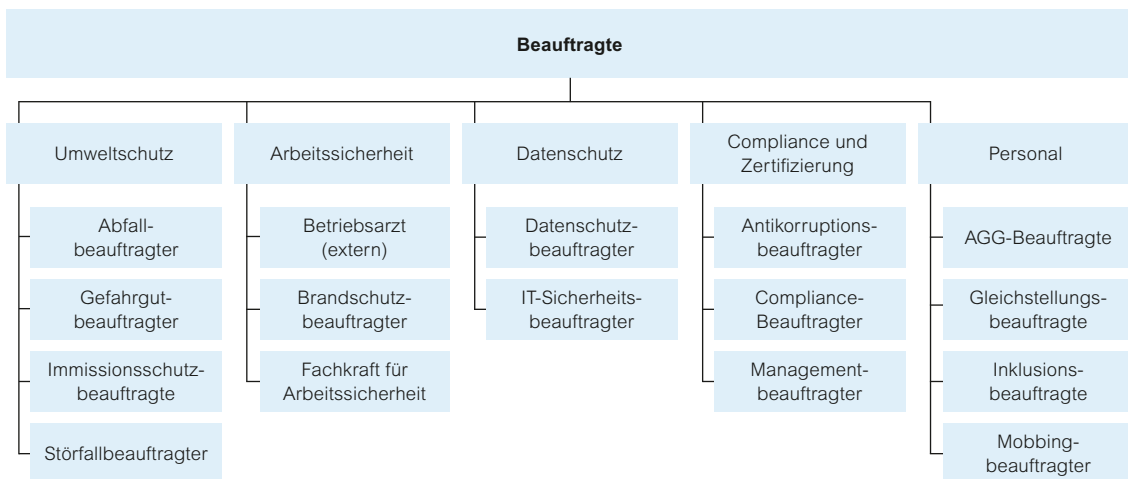 Beauftragte
Umweltschutz
Abfall-
beauftragter
Gefahrgut-
beauftragter
Immissionsschutz-
beauftragte
Störfallbeauftragter
Arbeitssicherheit
Betriebsarzt
(extern)
Brandschutz-
beauftragter
Fachkraft für
Arbeitssicherheit
Datenschutz
Datenschutz-
beauftragter
IT-Sicherheits-
beauftragter
Compliance und
Zertifizierung
Antikorruptions-
beauftragter
Compliance-
Beauftragter
Management-
beauftragter
Personal
AGG-Beauftragte
Gleichstellungs-
beauftragte
Inklusions-
beauftragte
Mobbing-
beauftragter